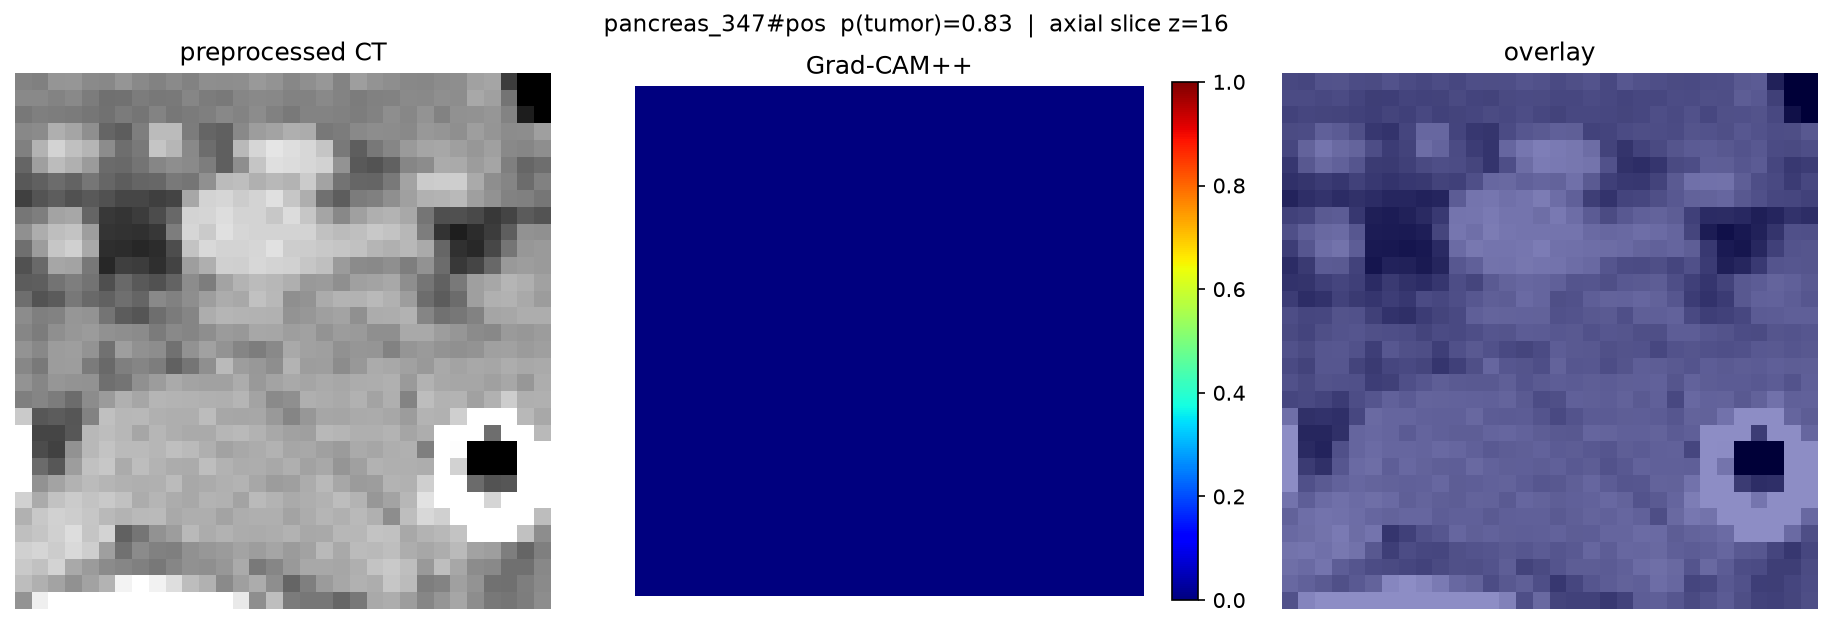 pancreas_347#pos  p(tumor)=0.83  |  axial slice z=16
preprocessed CT
Grad-CAM++
overlay
1.0
0.8
0.6
0.4
0.2
0.0